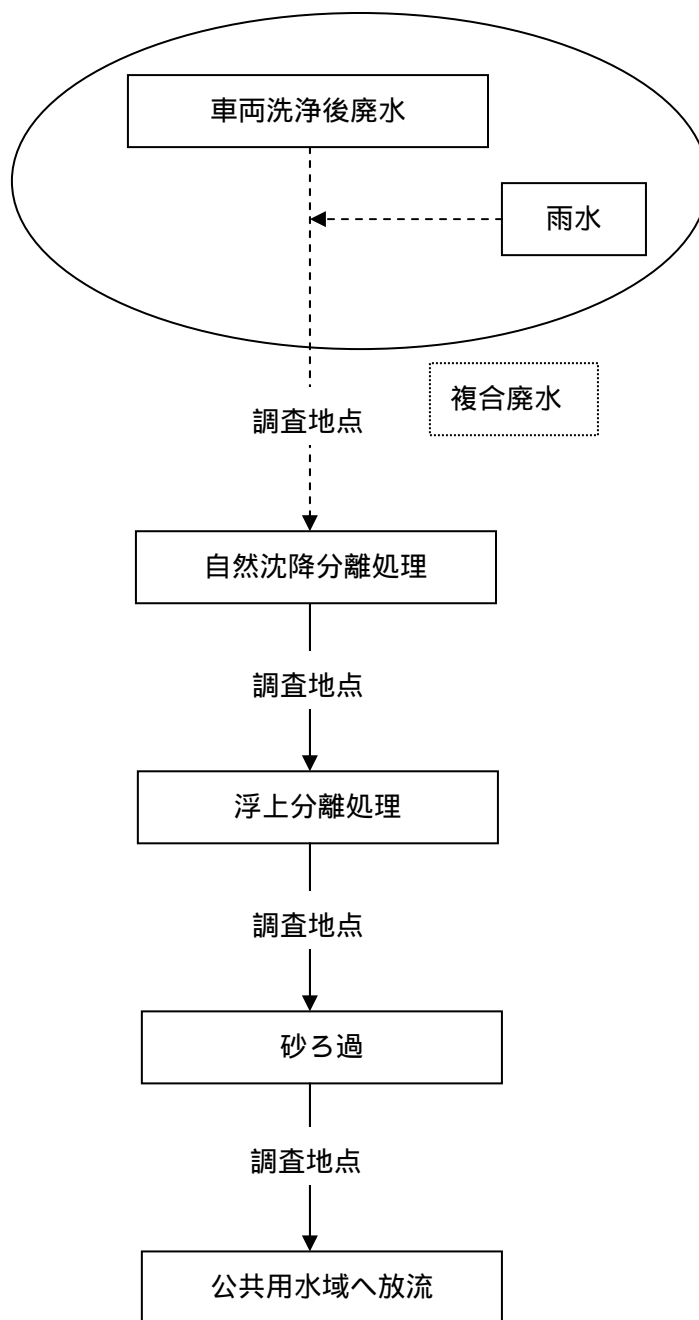 車両洗浄後廃水
雨水
複合廃水
調査地点
自然沈降分離処理
調査地点
浮上分離処理
調査地点
砂ろ過
調査地点
公共用水域へ放流